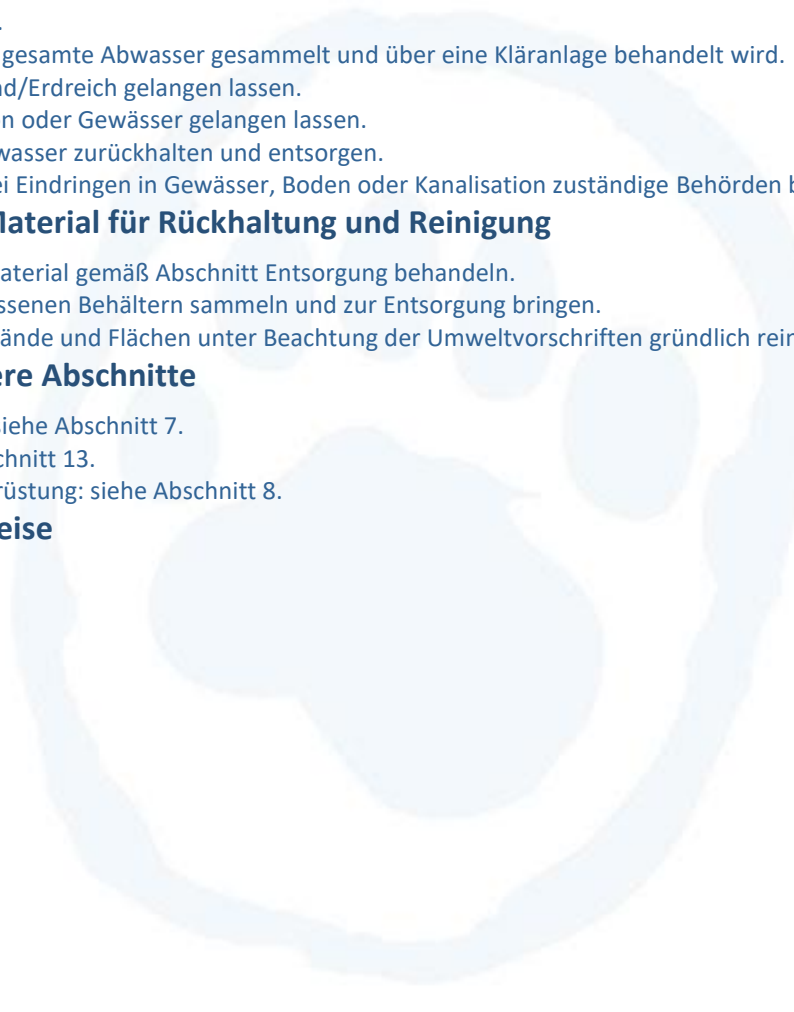 .
gesamte Abwasser gesammelt und über eine Kläranlage behandelt wird.
nd/Erdreich gelangen lassen.
n oder Gewässer gelangen lassen.
wasser zurückhalten und entsorgen.
ei Eindringen in Gewässer, Boden oder Kanalisation zuständige Behörden b
Material für Rückhaltung und Reinigung
aterial gemäß Abschnitt Entsorgung behandeln.
ssenen Behältern sammeln und zur Entsorgung bringen.
ände und Flächen unter Beachtung der Umweltvorschriften gründlich rein
ere Abschnitte
siehe Abschnitt 7.
chnitt 13.
rüstung: siehe Abschnitt 8.
eise